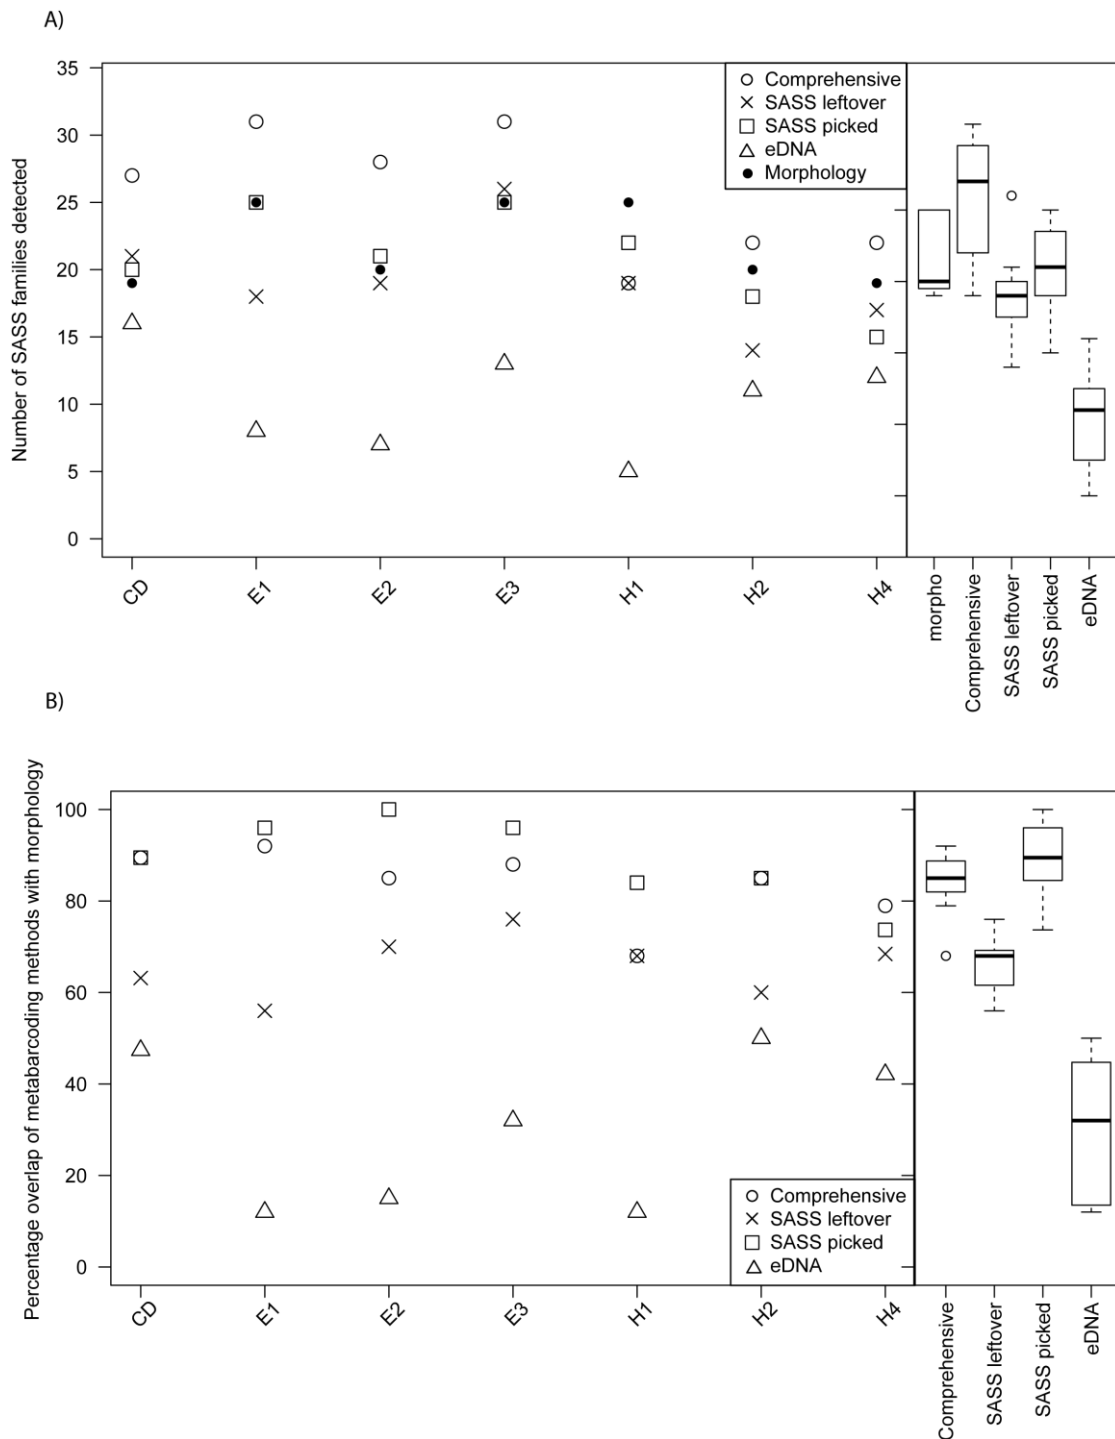 A)
Number of SASS families detected
35
30
25
20
15
10
5
0
Comprehensive
SASS leftover
SASS picked
eDNA
Morphology
CD
E1
E2
E3
H1
H2
H4
morpho
Comprehensive
SASS leftover
SASS picked
eDNA
B)
Percentage overlap of metabarcoding methods with morphology
100
80
60
40
20
0
Comprehensive
SASS leftover
SASS picked
eDNA
CD
E1
E2
E3
H1
H2
H4
Comprehensive
SASS leftover
SASS picked
eDNA